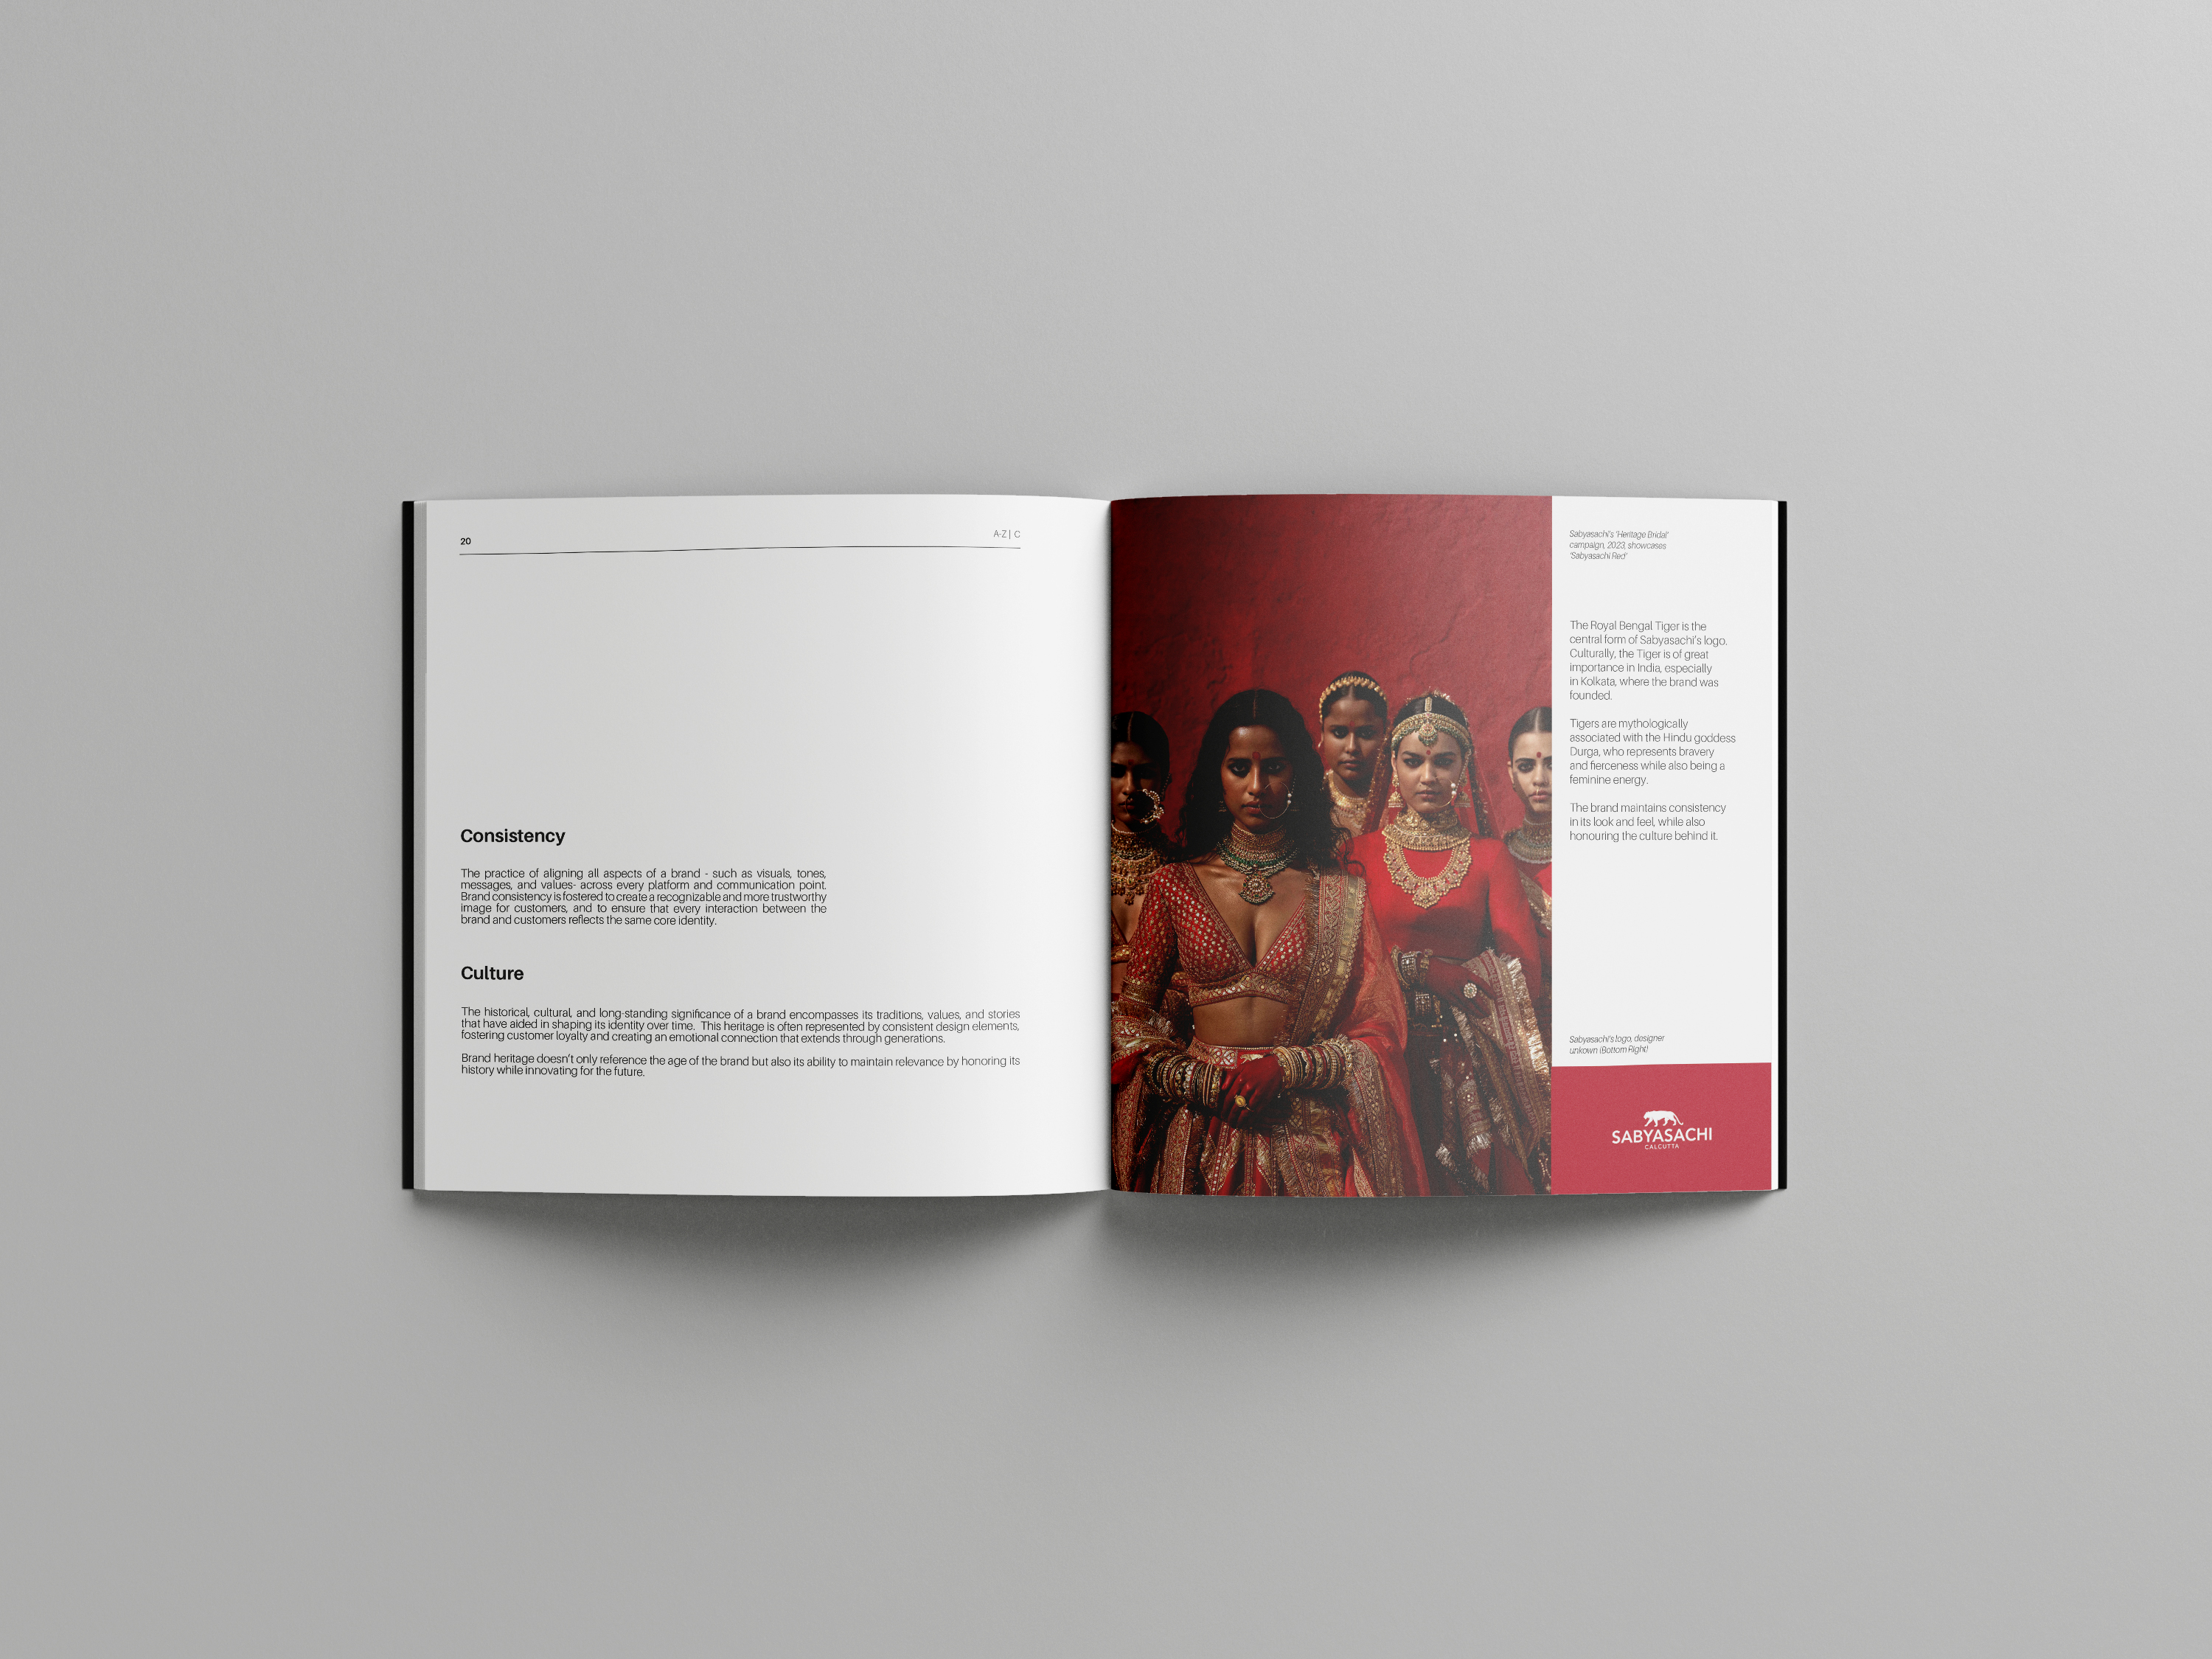 20
A-Z | C
Consistency
The practice of aligning all aspects of a brand - such as visuals, tones,
messages, and values- across every platform and communication point.
Brand consistency is fostered to create a recognizable and more trustworthy
image for customers, and to ensure that every interaction between the
brand and customers reflects the same core identity.
Culture
The historical, cultural, and long-standing significance of a brand encompasses its traditions, values, and stories
that have aided in shaping its identity over time. This heritage is often represented by consistent design elements,
fostering customer loyalty and creating an emotional connection that extends through generations.
Brand heritage doesn't only reference the age of the brand but also its ability to maintain relevance by honoring its
history while innovating for the future.
Sabyasachi's 'Heritage Bridal'
campaign, 2023, showcases
'Sabyasachi Red'
The Royal Bengal Tiger is the
central form of Sabyasachi's logo.
Culturally, the Tiger is of great
importance in India, especially
in Kolkata, where the brand was
founded.
Tigers are mythologically
associated with the Hindu goddess
Durga, who represents bravery
and fierceness while also being a
feminine energy.
The brand maintains consistency
in its look and feel, while also
honouring the culture behind it.
Sabyasachi's logo, designer
unkown (Bottom Right)
SABYASACHI
CALCUTTA